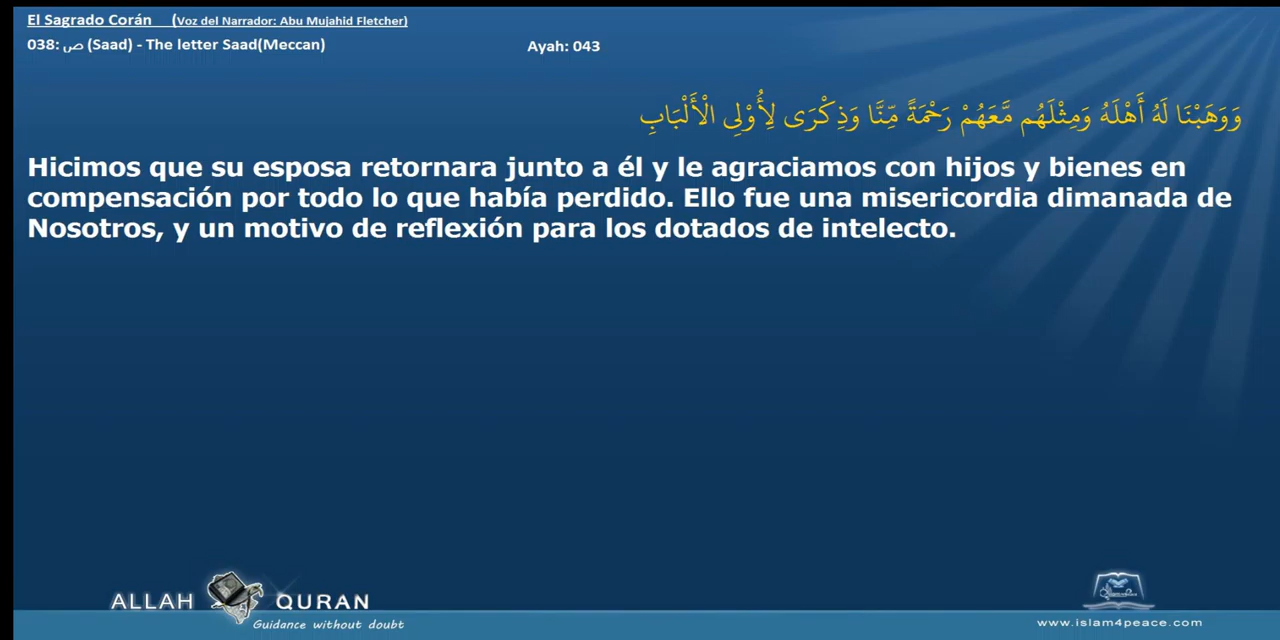 El Sagrado Corán (Voz del Narrador: Abu Mujahid Fletcher)
038: ص (Saad) - The letter Saad(Meccan) Ayah: 043
وَوَهَبْنَا لَهُ أَهْلَهُ وَمِثْلَهُم مَّعَهُمْ رَحْمَةً مِّنَّا وَذِكْرَى لِأُوْلِي الْأَلْبَابِ
Hicimos que su esposa retornara junto a él y le agraciamos con hijos y bienes en
compensación por todo lo que había perdido. Ello fue una misericordia dimanada de
Nosotros, y un motivo de reflexión para los dotados de intelecto.
ALLAH QURAN
Guidance without doubt
www.islam4peace.com